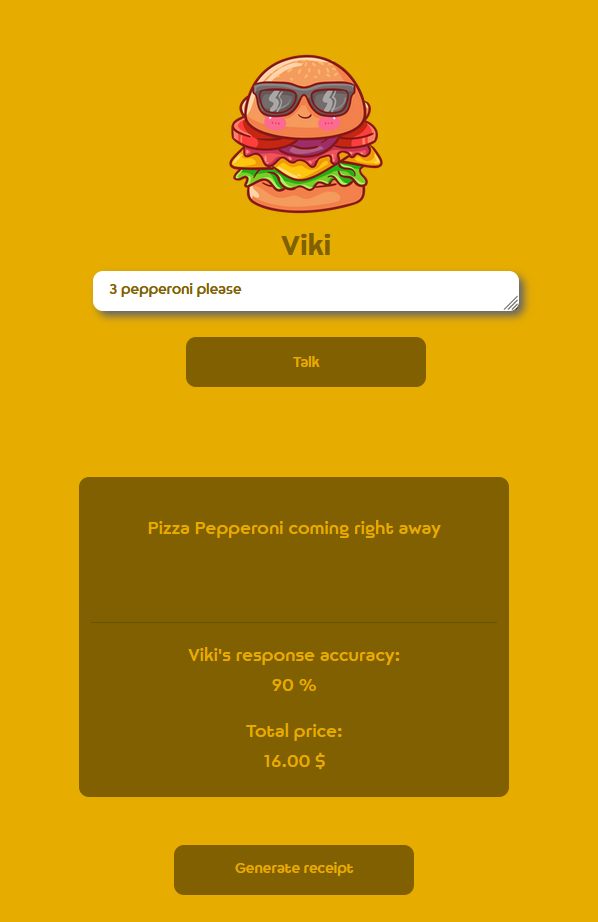 Viki
3 pepperoni please
Talk
Pizza Pepperoni coming right away
Viki's response accuracy:
90 %
Total price:
16.00 $
Generate receipt